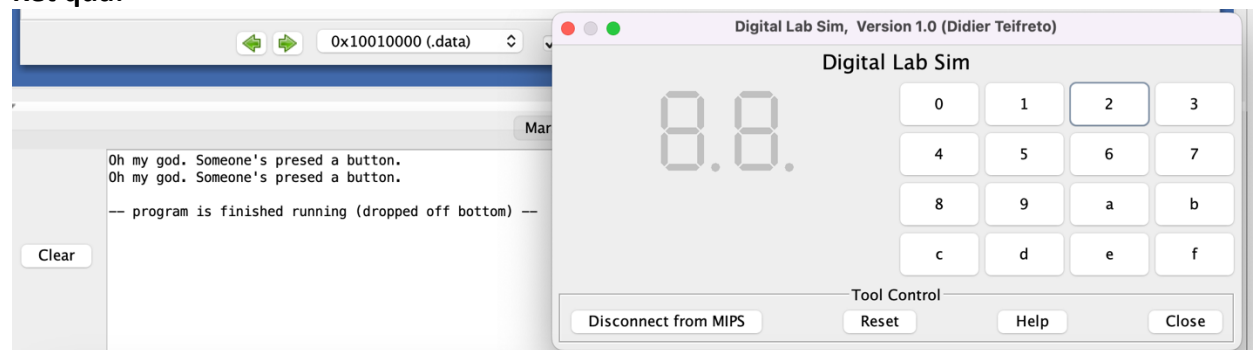 0x10010000 (.data)
Digital Lab Sim, Version 1.0 (Didier Teifreto)
Digital Lab Sim
0 1 2 3
4 5 6 7
8 9 a b
c d e f
Tool Control
Disconnect from MIPS Reset Help Close
Mar
Oh my god. Someone's presed a button.
Oh my god. Someone's presed a button.
-- program is finished running (dropped off bottom) --
Clear